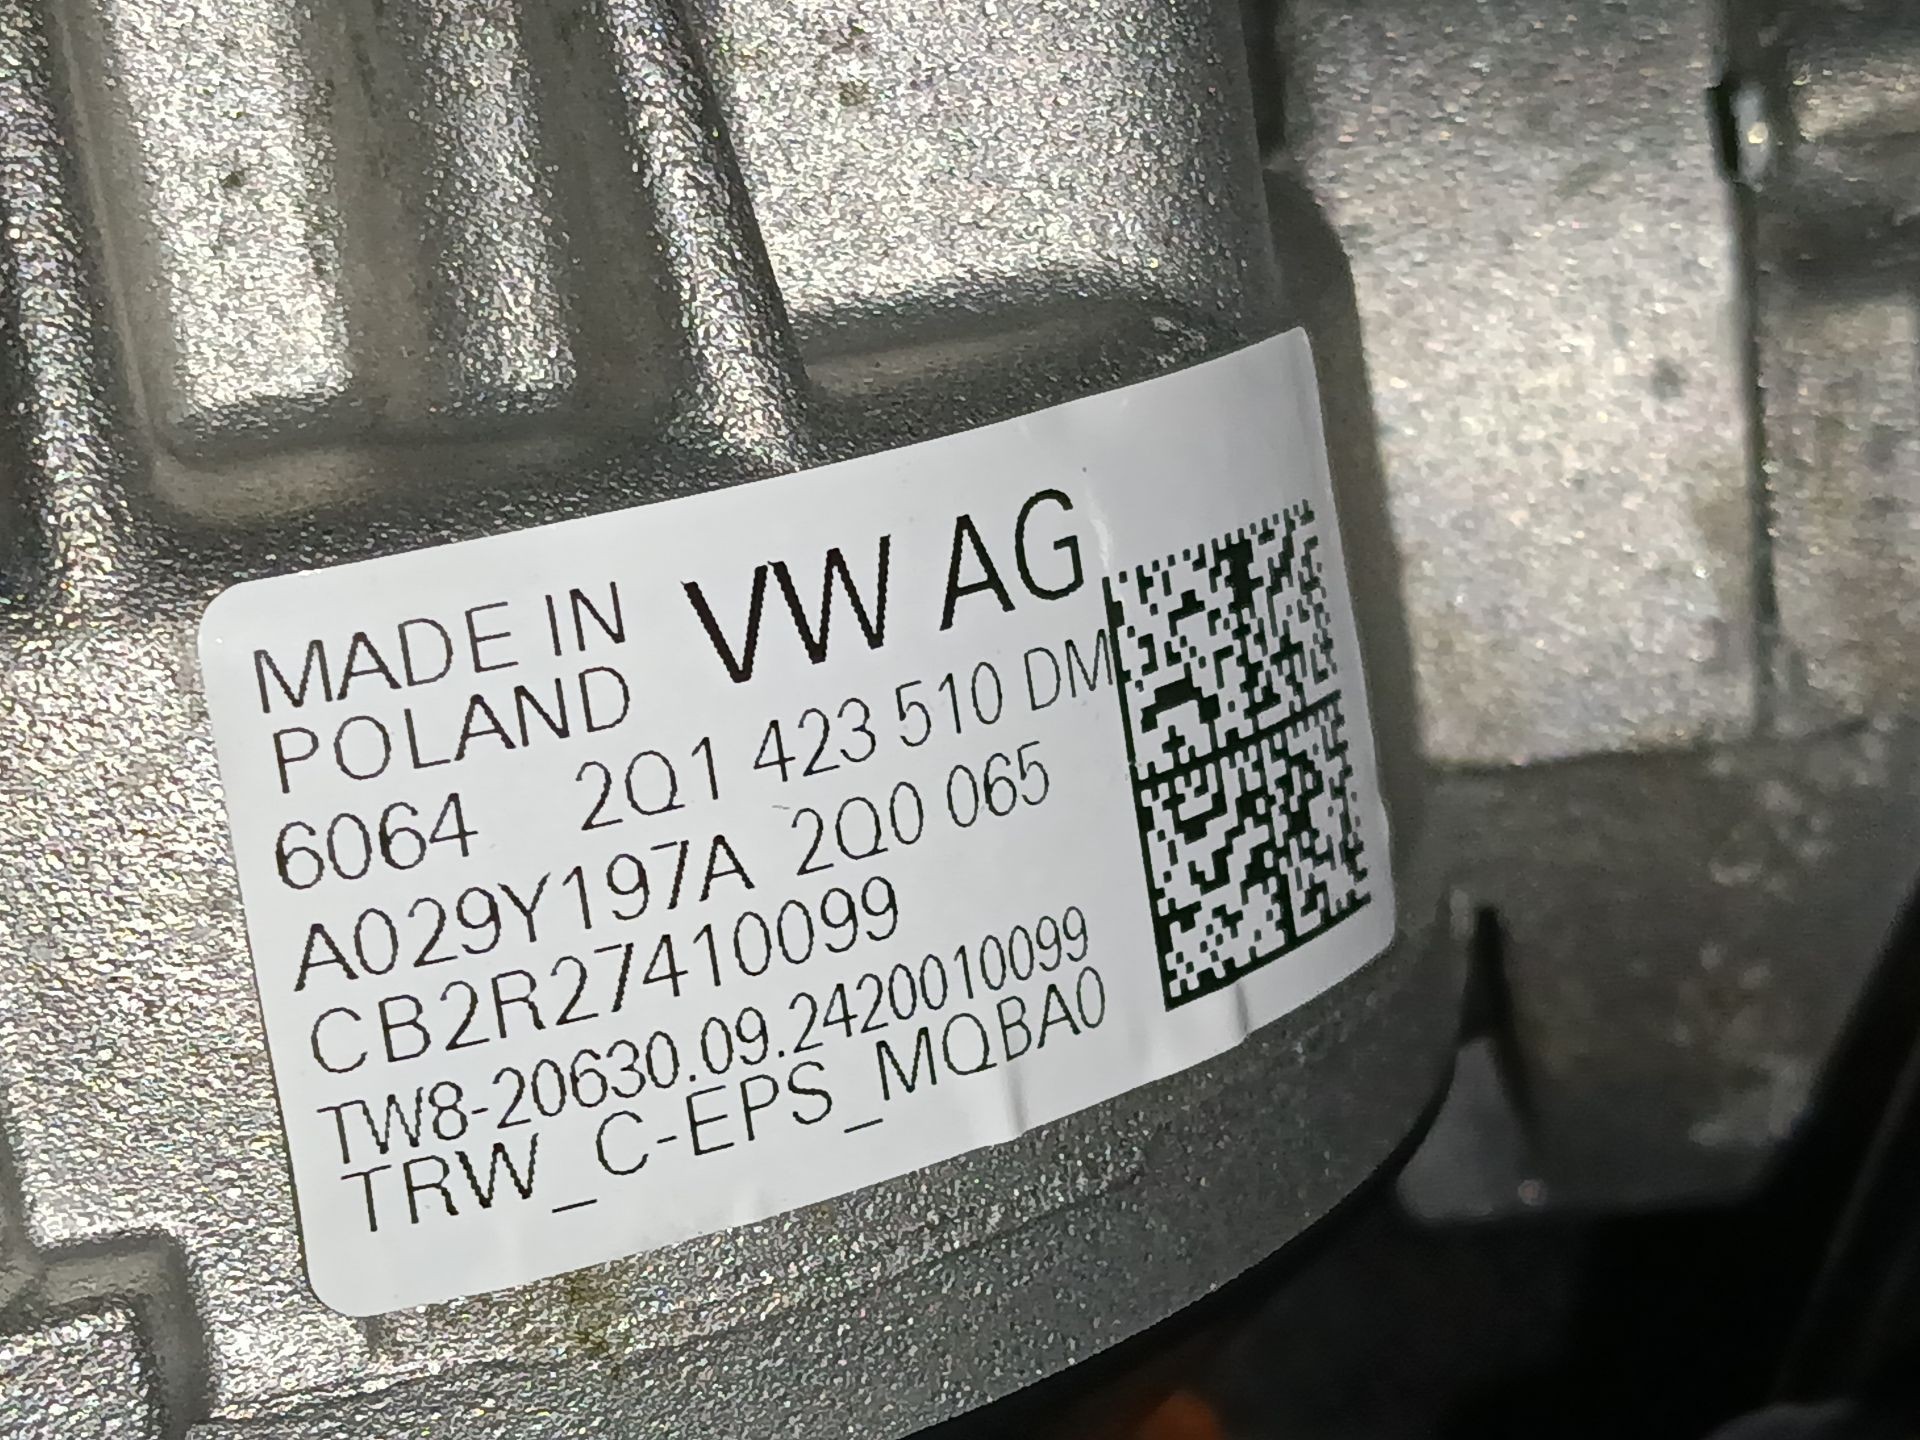 MADE IN VW AG
POLAND
6064 2Q1 423 510 DM
A029Y197A 2Q0 065
CB2R27410099
TW8-20630.09.2420010099
TRW_C-EPS_MQBA0